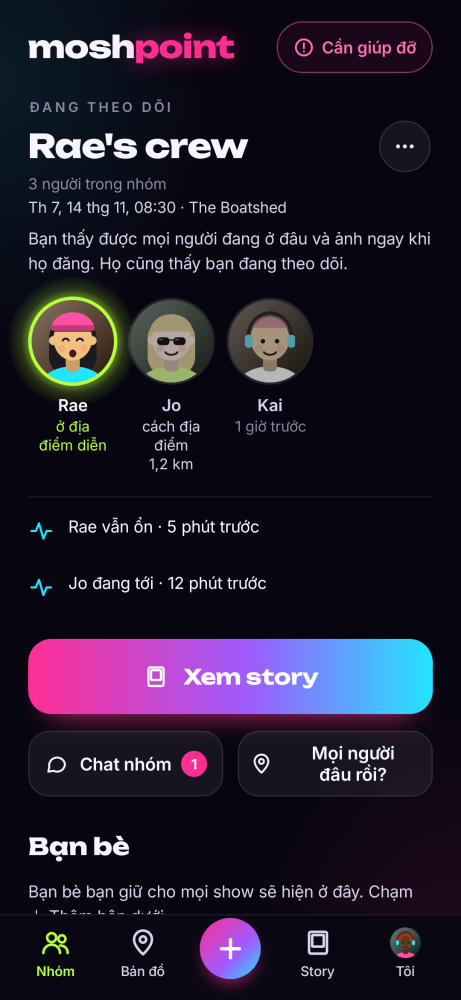 moshpoint
Cần giúp đỡ
ĐANG THEO DÕI
Rae's crew
3 người trong nhóm
Th 7, 14 thg 11, 08:30 · The Boatshed
Bạn thấy được mọi người đang ở đâu và ảnh ngay khi
họ đăng. Họ cũng thấy bạn đang theo dõi.
Rae
ở địa
điểm diễn
Jo
cách địa
điểm
1,2 km
Kai
1 giờ trước
Rae vẫn ổn · 5 phút trước
Jo đang tới · 12 phút trước
Xem story
Chat nhóm 1
Mọi người
đâu rồi?
Bạn bè
Bạn bè bạn giữ cho mọi show sẽ hiện ở đây. Chạm
Nhóm
Bản đồ
Story
Tôi